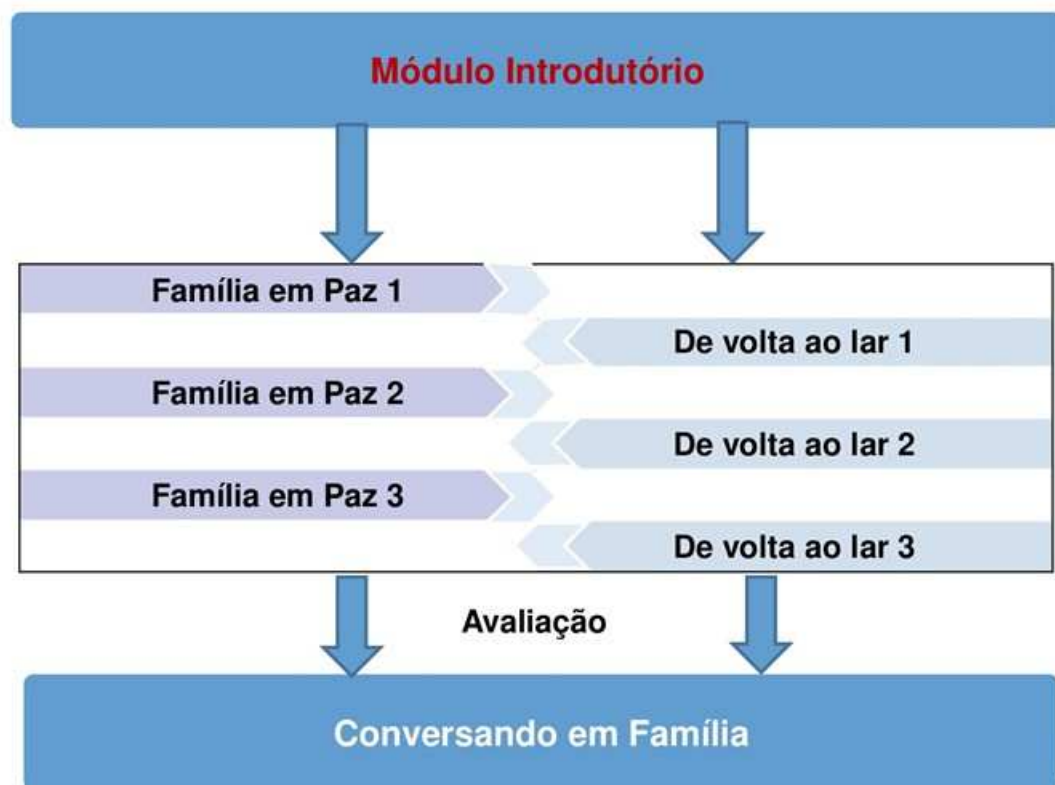 Módulo Introdutório
Família em Paz 1
De volta ao lar 1
Família em Paz 2
De volta ao lar 2
Família em Paz 3
De volta ao lar 3
Avaliação
Conversando em Família